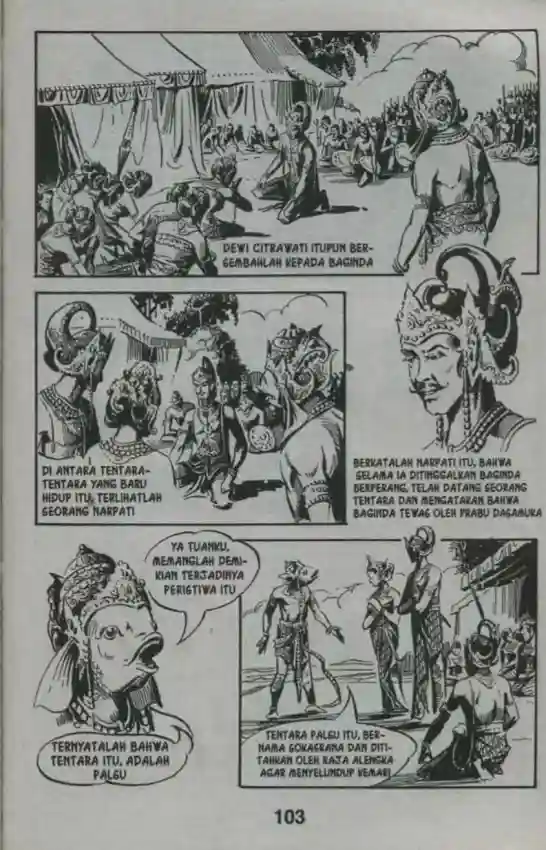 DEWI CITRAWATI ITUPUN BER-
SEMBAHLAH KEPADA BAGINDA
DI ANTARA TENTARA-
TENTARA YANG BARU
HIDUP ITU, TERLIHATLAH
SEORANG NARPATI
BERKATALAH NARPATI ITU, BAHWA
SELAMA IA DITINGGALKAN BAGINDA
BERPERANG, TELAH DATANG SEORANG
TENTARA DAN MENGATAKAN BAHWA
BAGINDA TEWAS OLEH PRABU DASAMUKA
YA TUANKU,
MEMANGLAH DEMI-
KIAN TERJADINYA
PERISTIWA ITU
TERNYATALAH BAHWA
TENTARA ITU, ADALAH
PALSU
TENTARA PALSU ITU, BER-
NAMA SOKASRANA DAN DITI-
TAHKAN OLEH RAJA ALENGKA
AGAR MENYELUNDUP KEMARI
103